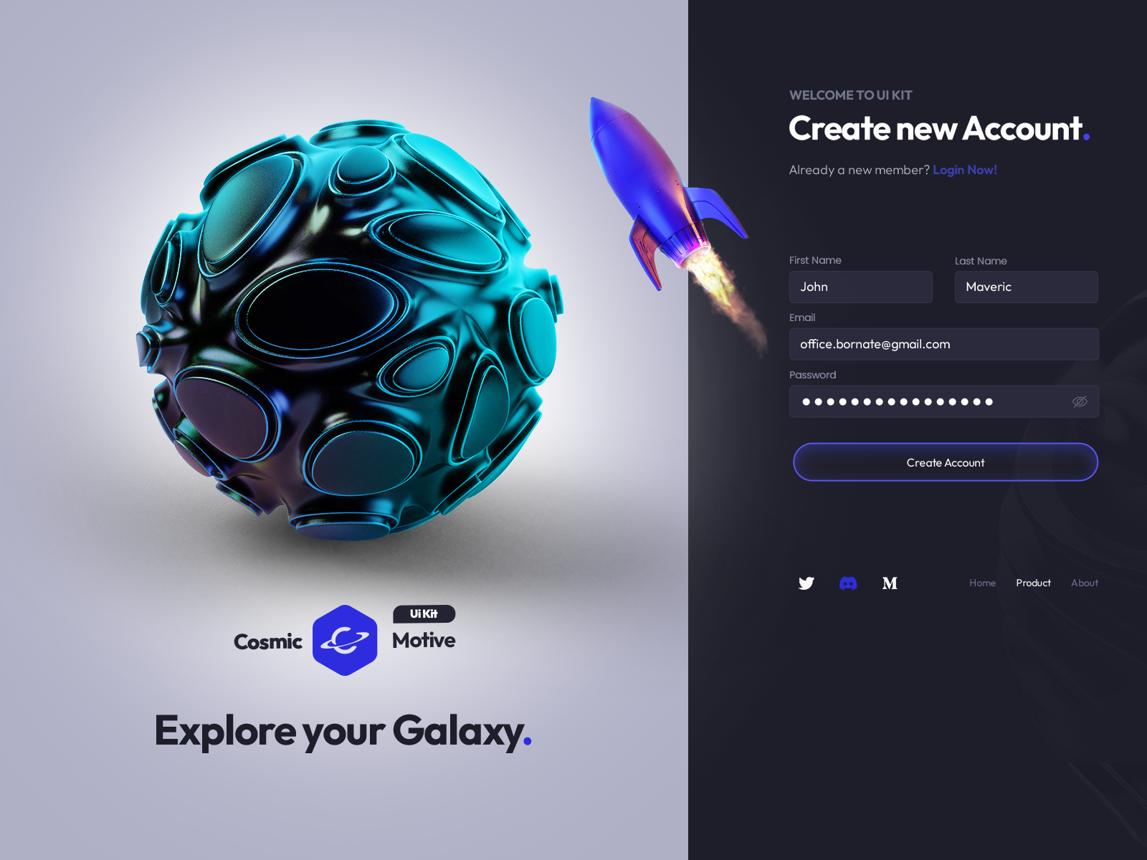 WELCOME TO UI KIT
Create new Account.
Already a new member? Login Now!
First Name
Last Name
John
Maveric
Email
office.bornate@gmail.com
Password
Create Account
M
Home
Product
About
Ui Kit
Cosmic
Motive
Explore your Galaxy.